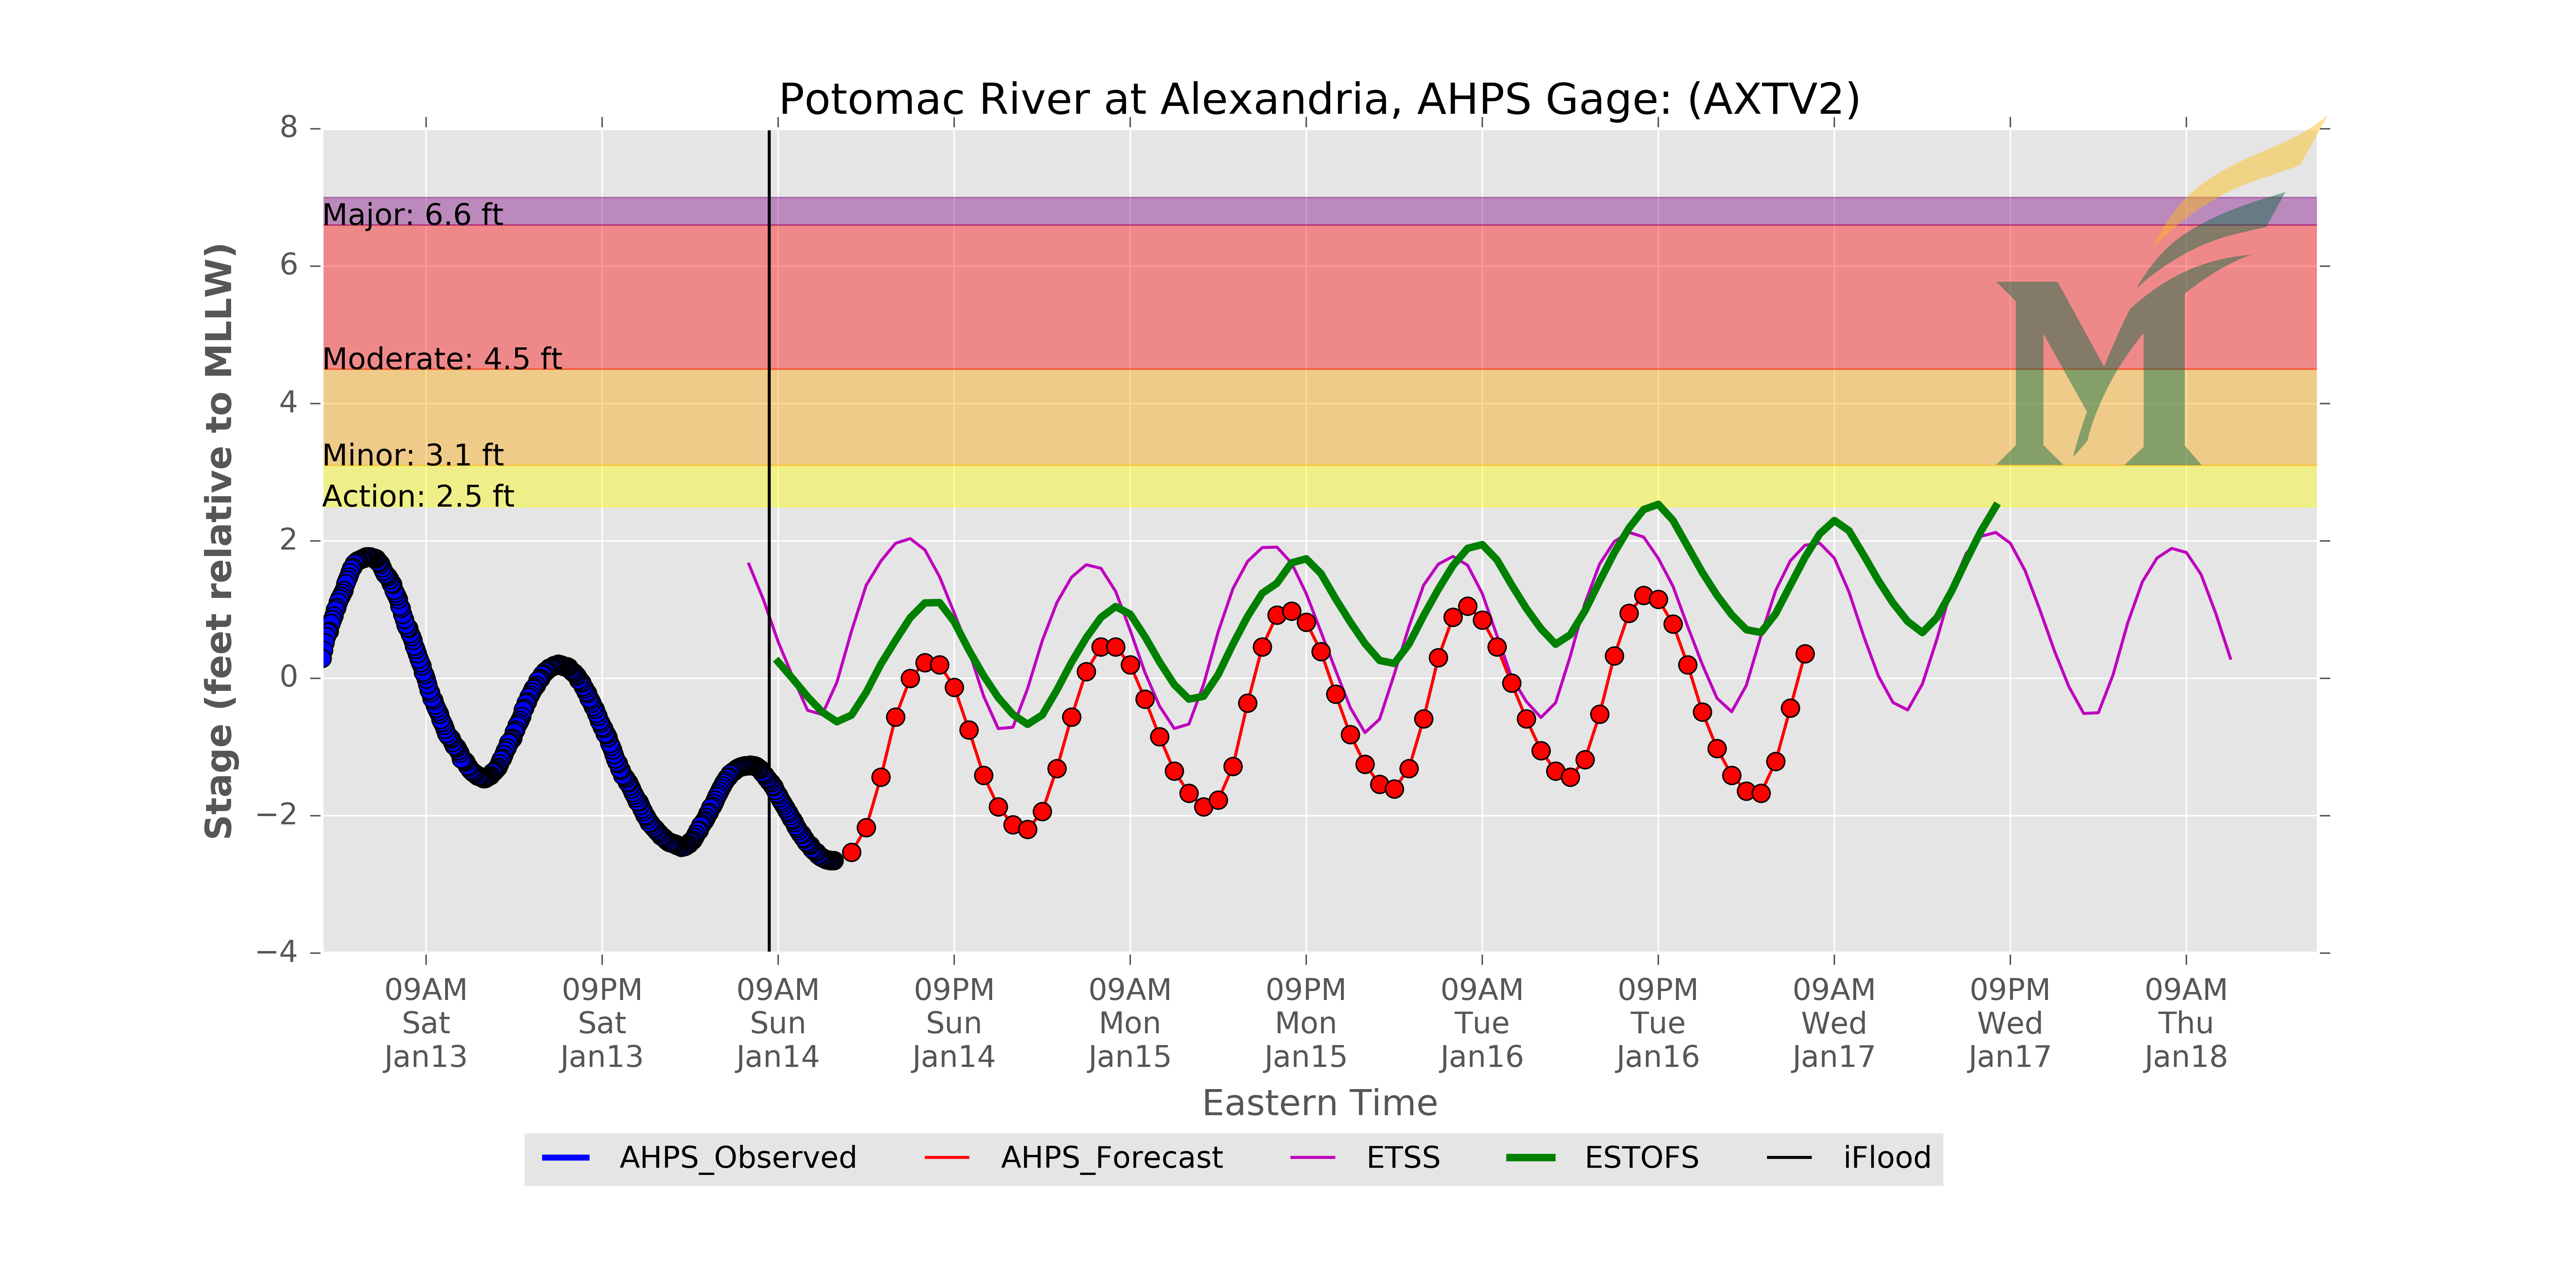 Potomac River at Alexandria, AHPS Gage: (AXTV2)
Stage (feet relative to MLLW)
8
6
4
2
0
−2
−4
Major: 6.6 ft
Moderate: 4.5 ft
Minor: 3.1 ft
Action: 2.5 ft
M
09AM 09PM 09AM 09PM 09AM 09PM 09AM 09PM 09AM 09PM 09AM
Sat Sat Sun Sun Mon Mon Tue Tue Wed Wed Thu
Jan13 Jan13 Jan14 Jan14 Jan15 Jan15 Jan16 Jan16 Jan17 Jan17 Jan18
Eastern Time
AHPS_Observed AHPS_Forecast ETSS ESTOFS iFlood